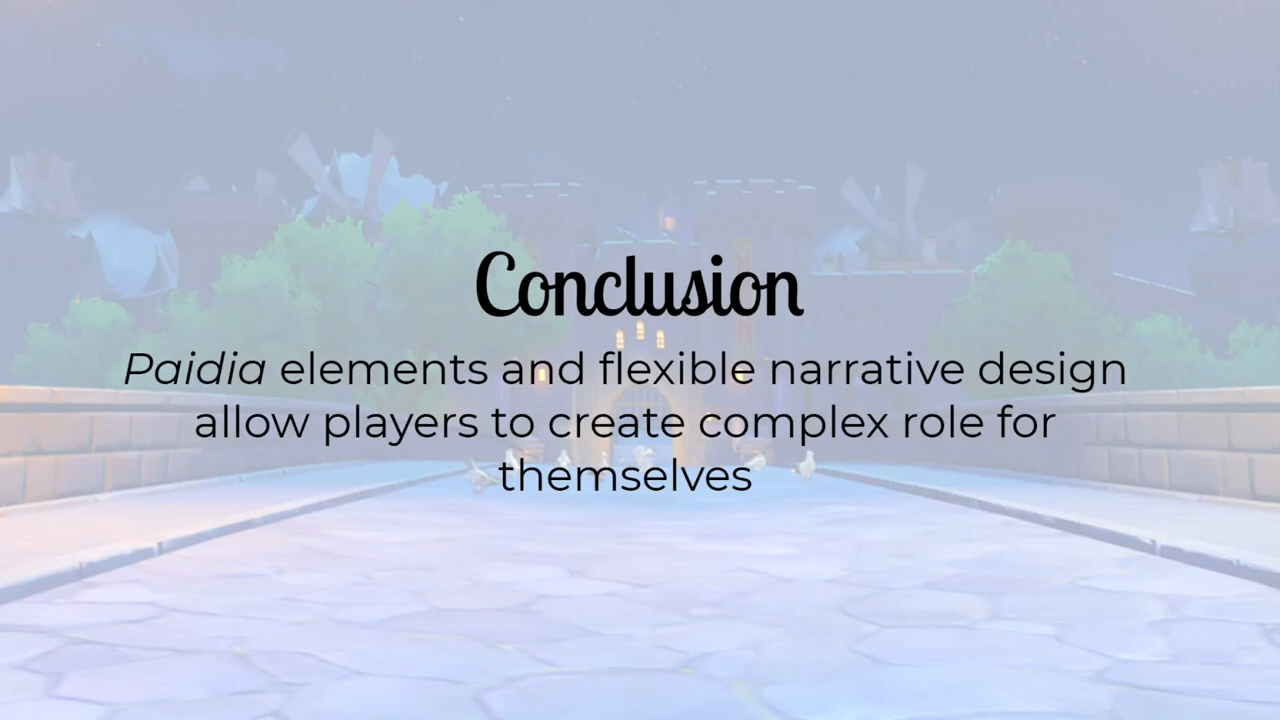 Conclusion
Paidia elements and flexible narrative design
allow players to create complex role for
themselves